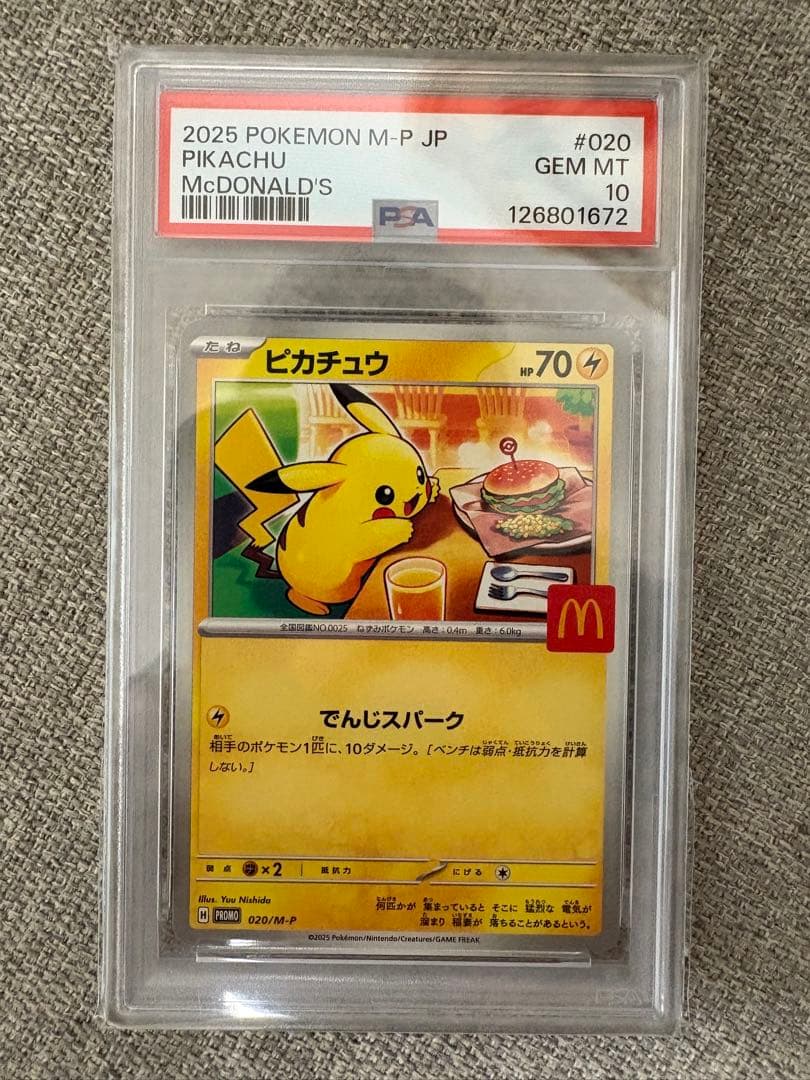 2025 POKEMON M-P JP
#020
PIKACHU
GEM MT
McDONALD'S
10
PSA
126801672
たね
ピカチュウ
HP70
全国図鑑NO.0025 ねずみポケモン 高さ:0.4m 重さ:6.0kg
でんじスパーク
相手のポケモン1匹に、10ダメージ。[ベンチは弱点・抵抗力を計算
しない。]
弱点 ×2 抵抗力 にげる
Illus. Yuu Nishida
何匹かが 集まっていると そこに 猛烈な 電気が
溜まり 稲妻が 落ちることがあるという。
H PROMO 020/M-P
©2025 Pokémon/Nintendo/Creatures/GAME FREAK